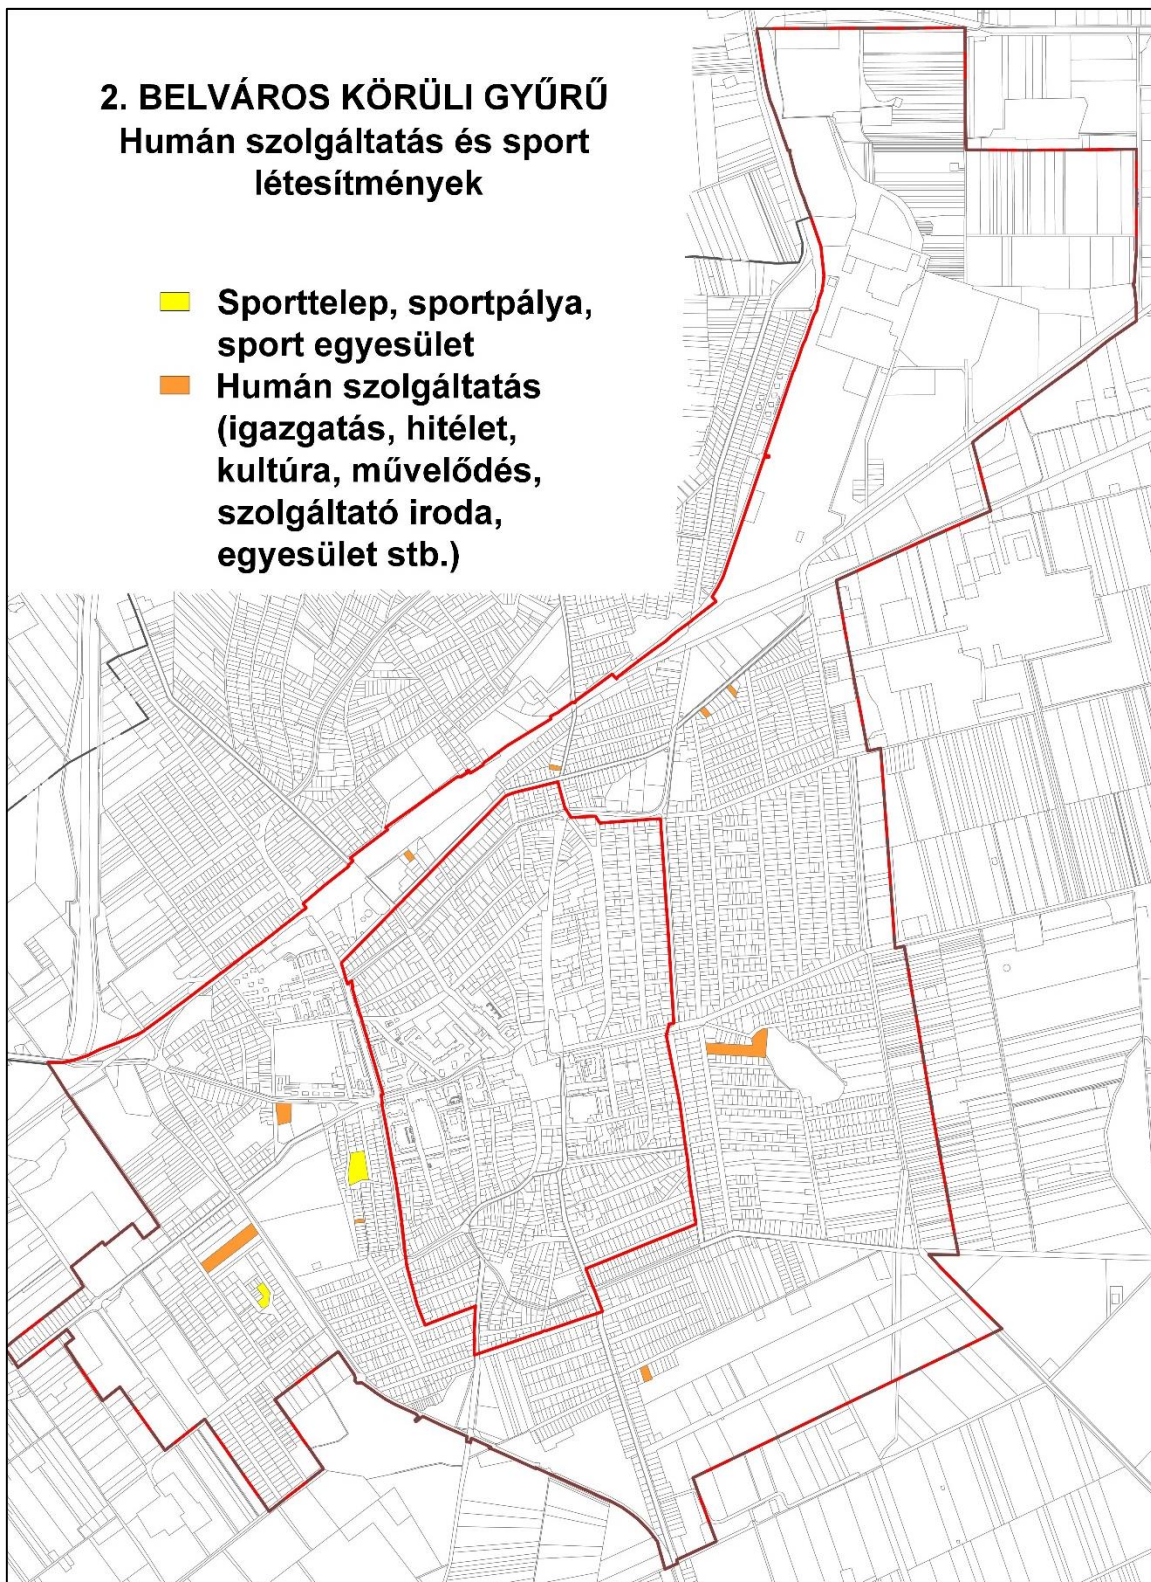 2. BELVÁROS KÖRÜLI GYŰRŰ
Humán szolgáltatás és sport
létesítmények
Sporttelep, sportpálya,
sport egyesület
Humán szolgáltatás
(igazgatás, hitélet,
kultúra, művelődés,
szolgáltató iroda,
egyesület stb.)